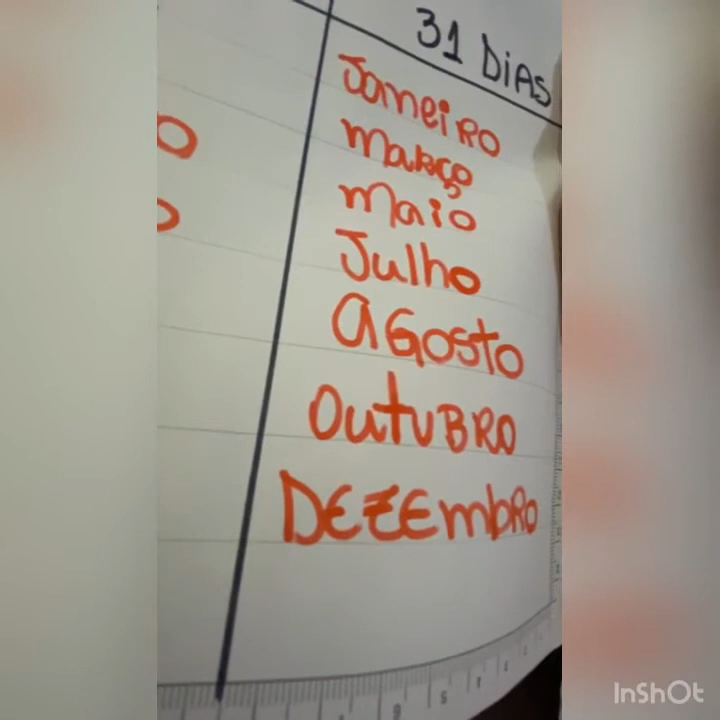 31 DiAS
JaneiRO
MaRço
Maio
Julho
aGosto
OutuBRO
DEZEmbRO
O
O
InShOt